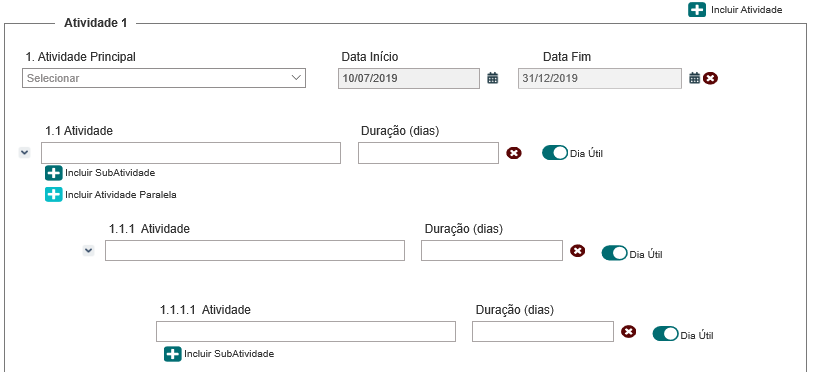 Incluir Atividade
Atividade 1
1. Atividade Principal Data Início Data Fim
Selecionar 10/07/2019 31/12/2019
1.1 Atividade Duração (dias)
Dia Útil
Incluir SubAtividade
Incluir Atividade Paralela
1.1.1 Atividade Duração (dias)
Dia Útil
1.1.1.1 Atividade Duração (dias)
Dia Útil
Incluir SubAtividade